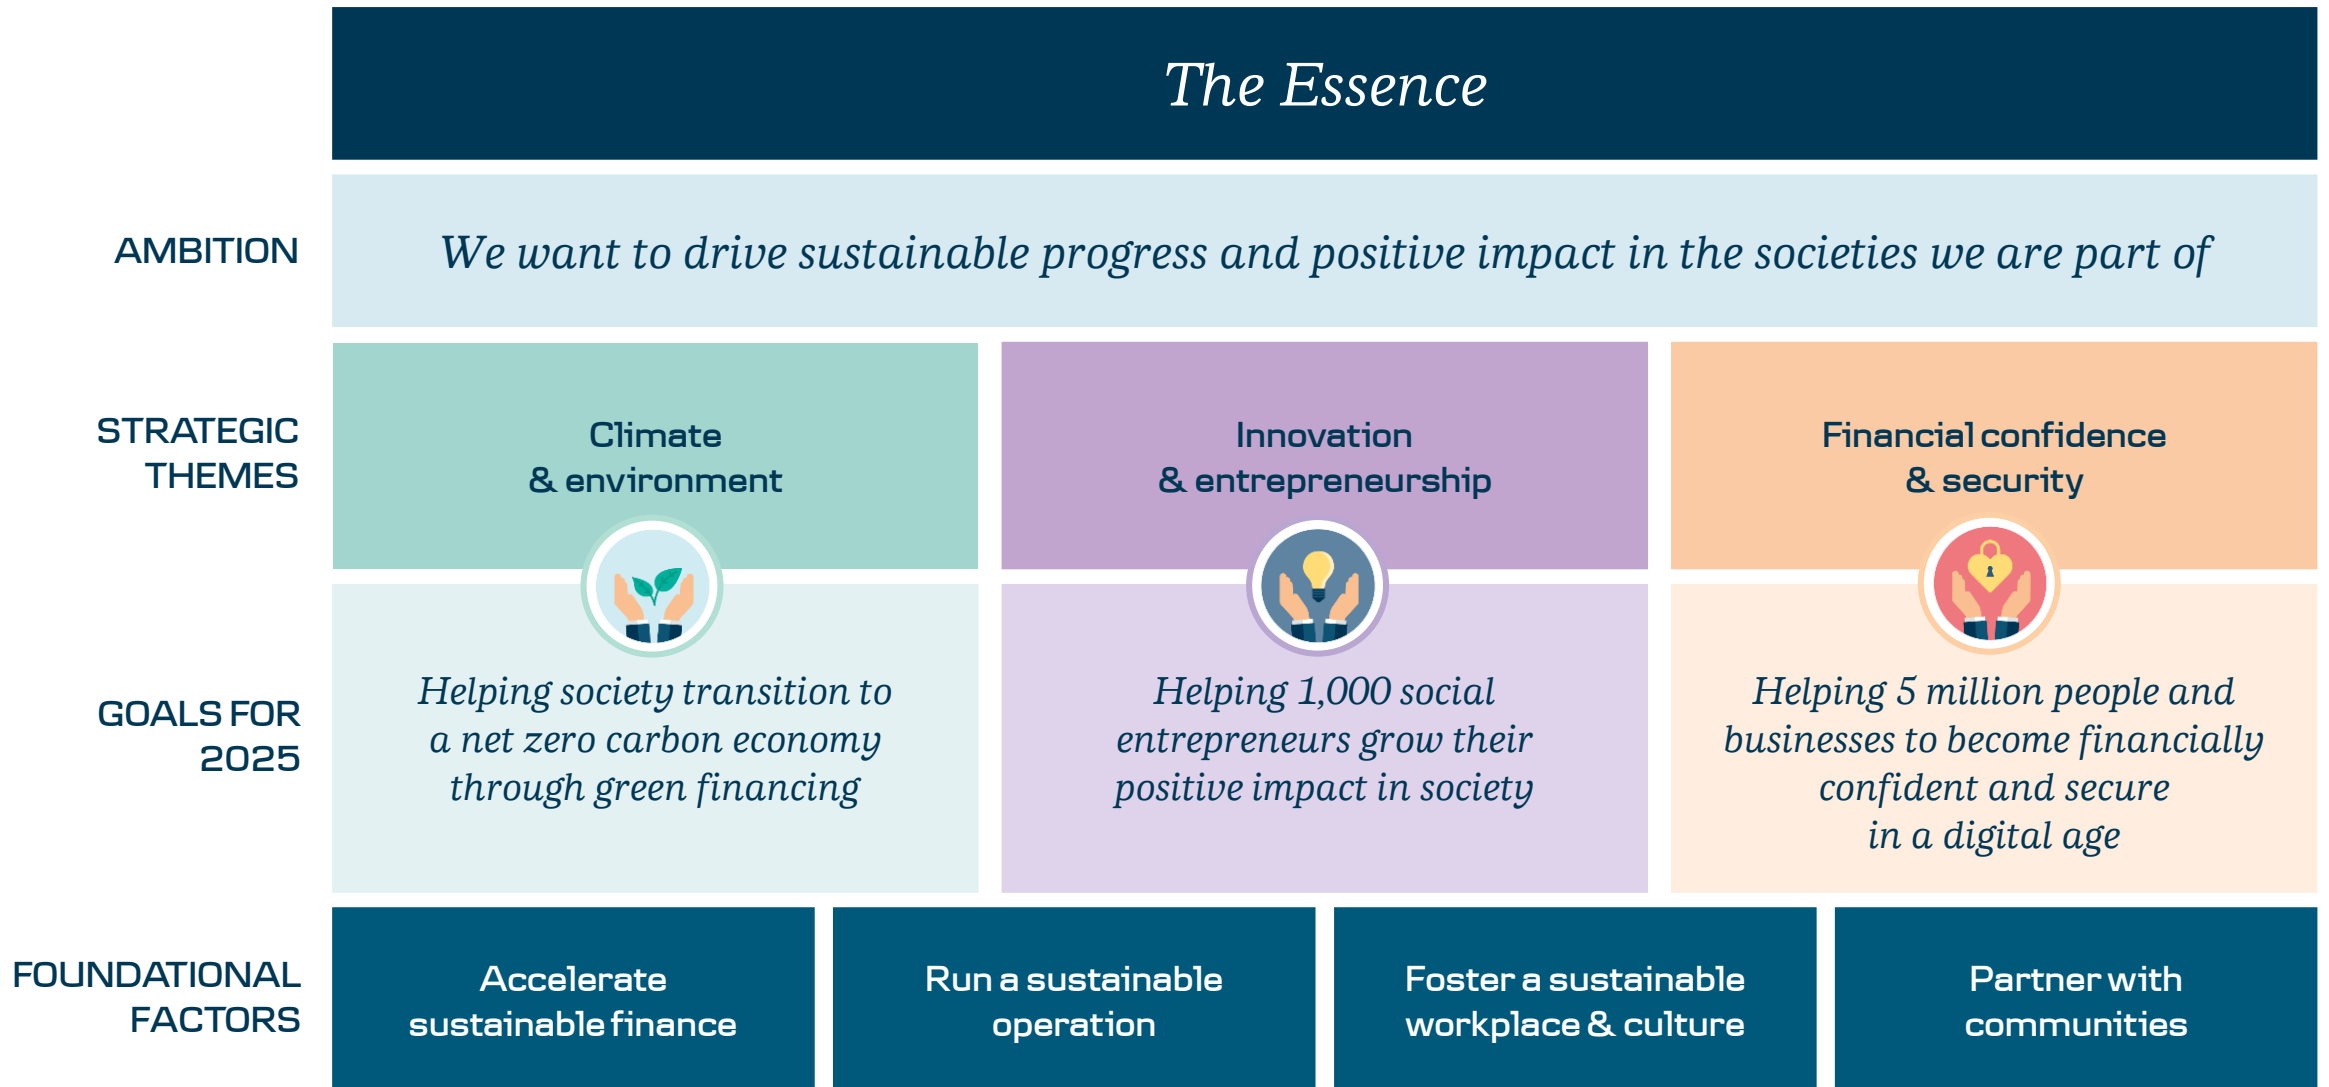 The Essence
AMBITION
We want to drive sustainable progress and positive impact in the societies we are part of
STRATEGIC
THEMES
Climate
& environment
Innovation
& entrepreneurship
Financial confidence
& security
GOALS FOR
2025
Helping society transition to
a net zero carbon economy
through green financing
Helping 1,000 social
entrepreneurs grow their
positive impact in society
Helping 5 million people and
businesses to become financially
confident and secure
in a digital age
FOUNDATIONAL
FACTORS
Accelerate
sustainable finance
Run a sustainable
operation
Foster a sustainable
workplace & culture
Partner with
communities